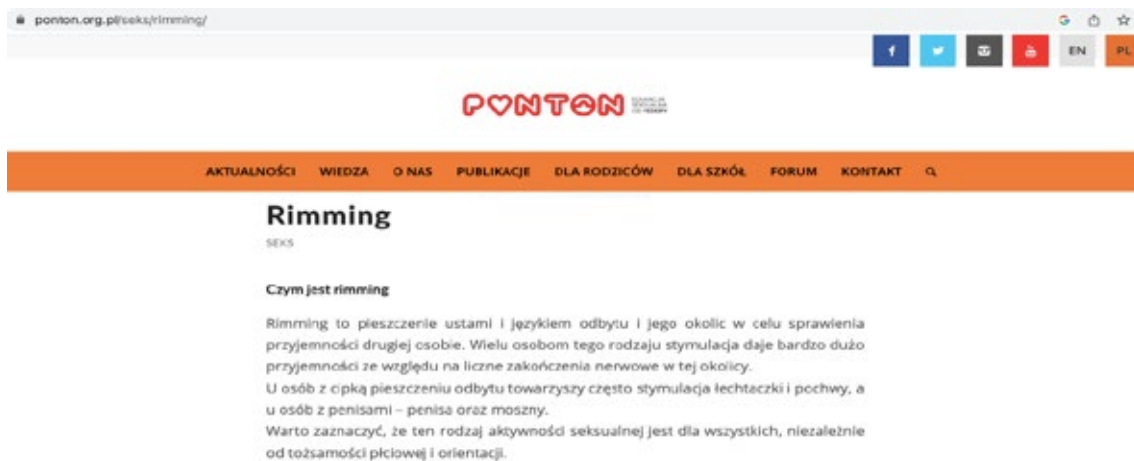 ponton.org.pl/seks/rimming/
EN PL
PONTON
AKTUALNOŚCI WIEDZA O NAS PUBLIKACJE DLA RODZICÓW DLA SZKÓŁ FORUM KONTAKT
Rimming
SEKS
Czym jest rimming
Rimming to pieszczenie ustami i językiem odbytu i jego okolic w celu sprawienia
przyjemności drugiej osobie. Wielu osobom tego rodzaju stymulacja daje bardzo dużo
przyjemności ze względu na liczne zakończenia nerwowe w tej okolicy.
U osób z cipką pieszczeniu odbytu towarzyszy często stymulacja łechtaczki i pochwy, a
u osób z penisami – penisa oraz moszny.
Warto zaznaczyć, że ten rodzaj aktywności seksualnej jest dla wszystkich, niezależnie
od tożsamości płciowej i orientacji.